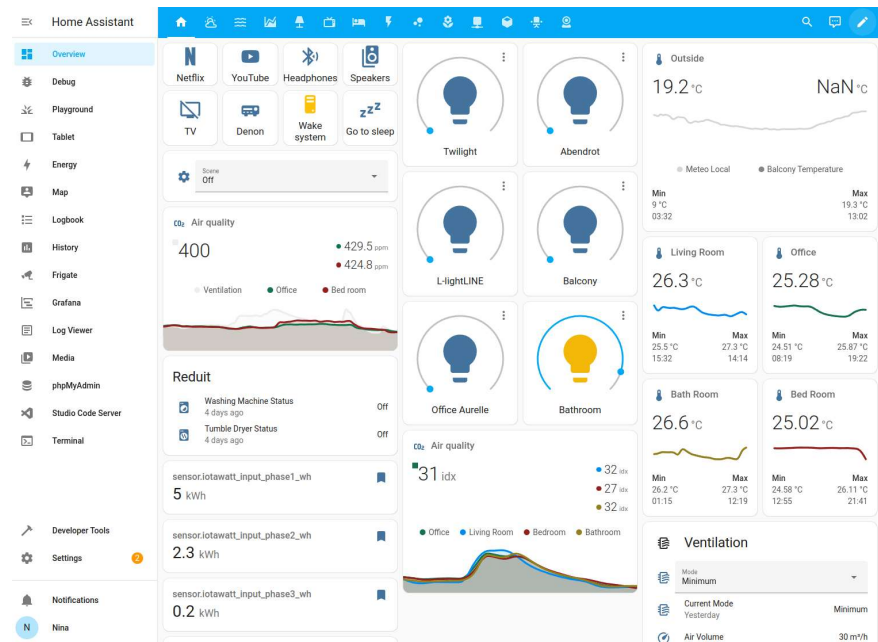 Home Assistant
Overview
Debug
Playground
Tablet
Energy
Map
Logbook
History
Frigate
Grafana
Log Viewer
Media
phpMyAdmin
Studio Code Server
Terminal
Developer Tools
Settings
2
Notifications
N
Nina
Netflix
YouTube
Headphones
Speakers
TV
Denon
Wake
system
zzZ
Go to sleep
Scene
Off
CO₂ Air quality
400
429.5 ppm
424.8 ppm
Ventilation Office Bed room
Reduit
Washing Machine Status
4 days ago
Off
Tumble Dryer Status
4 days ago
Off
sensor.iotawatt_input_phase1_wh
5 kWh
sensor.iotawatt_input_phase2_wh
2.3 kWh
sensor.iotawatt_input_phase3_wh
0.2 kWh
Twilight
Abendrot
L-lightLINE
Balcony
Office Aurelle
Bathroom
CO₂ Air quality
31 idx
32 idx
27 idx
32 idx
Office Living Room Bedroom Bathroom
Outside
19.2 °C
NaN °C
Meteo Local Balcony Temperature
Min Max
9 °C 19.3 °C
03:32 13:02
Living Room
26.3 °C
Min Max
25.5 °C 27.3 °C
15:32 14:14
Office
25.28 °C
Min Max
24.51 °C 25.87 °C
08:19 19:22
Bath Room
26.6 °C
Min Max
26.2 °C 27.3 °C
01:15 12:19
Bed Room
25.02 °C
Min Max
24.58 °C 26.11 °C
12:55 21:41
Ventilation
Mode
Minimum
Current Mode
Yesterday
Minimum
Air Volume
30 m³/h